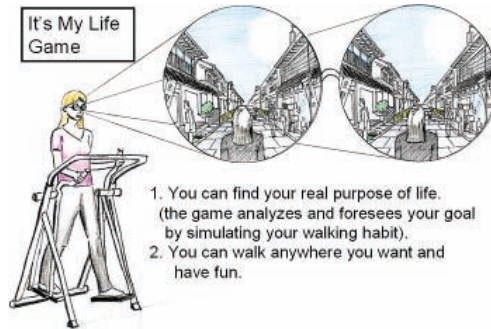 It's My Life
Game
1. You can find your real purpose of life.
(the game analyzes and foresees your goal
by simulating your walking habit).
2. You can walk anywhere you want and
have fun.